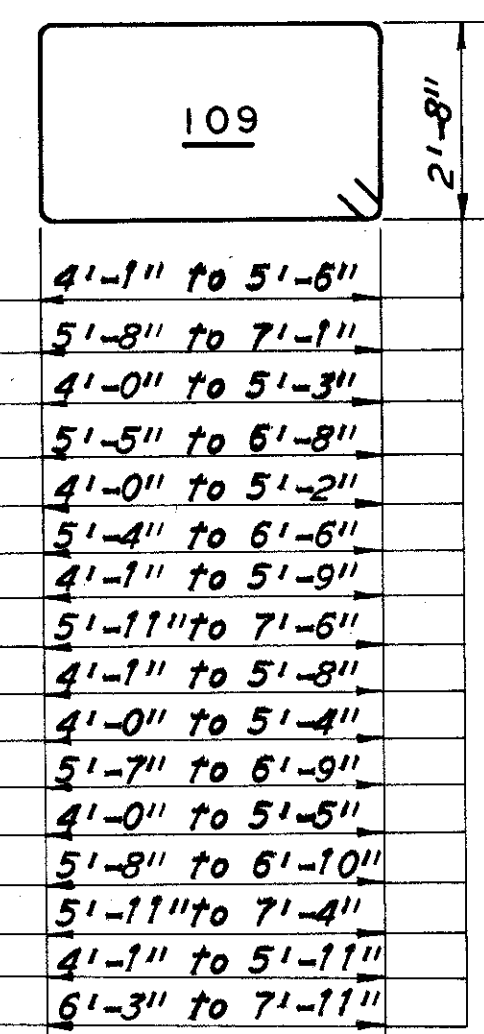 109
2'-8"
4'-1" to 5'-6"
5'-8" to 7'-1"
4'-0" to 5'-3"
5'-5" to 6'-8"
4'-0" to 5'-2"
5'-4" to 6'-6"
4'-1" to 5'-9"
5'-11" to 7'-6"
4'-1" to 5'-8"
4'-0" to 5'-4"
5'-7" to 6'-9"
4'-0" to 5'-5"
5'-8" to 6'-10"
5'-11" to 7'-4"
4'-1" to 5'-11"
6'-3" to 7'-11"